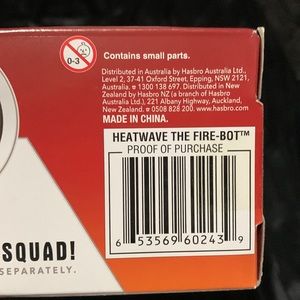 0-3
Contains small parts.
Distributed in Australia by Hasbro Australia Ltd.,
Level 2, 37-41 Oxford Street, Epping, NSW 2121,
Australia. ☎ 1300 138 697. Distributed in New
Zealand by Hasbro NZ (a branch of Hasbro
Australia Ltd.), 221 Albany Highway, Auckland,
New Zealand. ☎ 0508 828 200. www.hasbro.com
MADE IN CHINA.
HEATWAVE THE FIRE-BOT™
PROOF OF PURCHASE
6 53569 60243 9
SQUAD!
SEPARATELY.